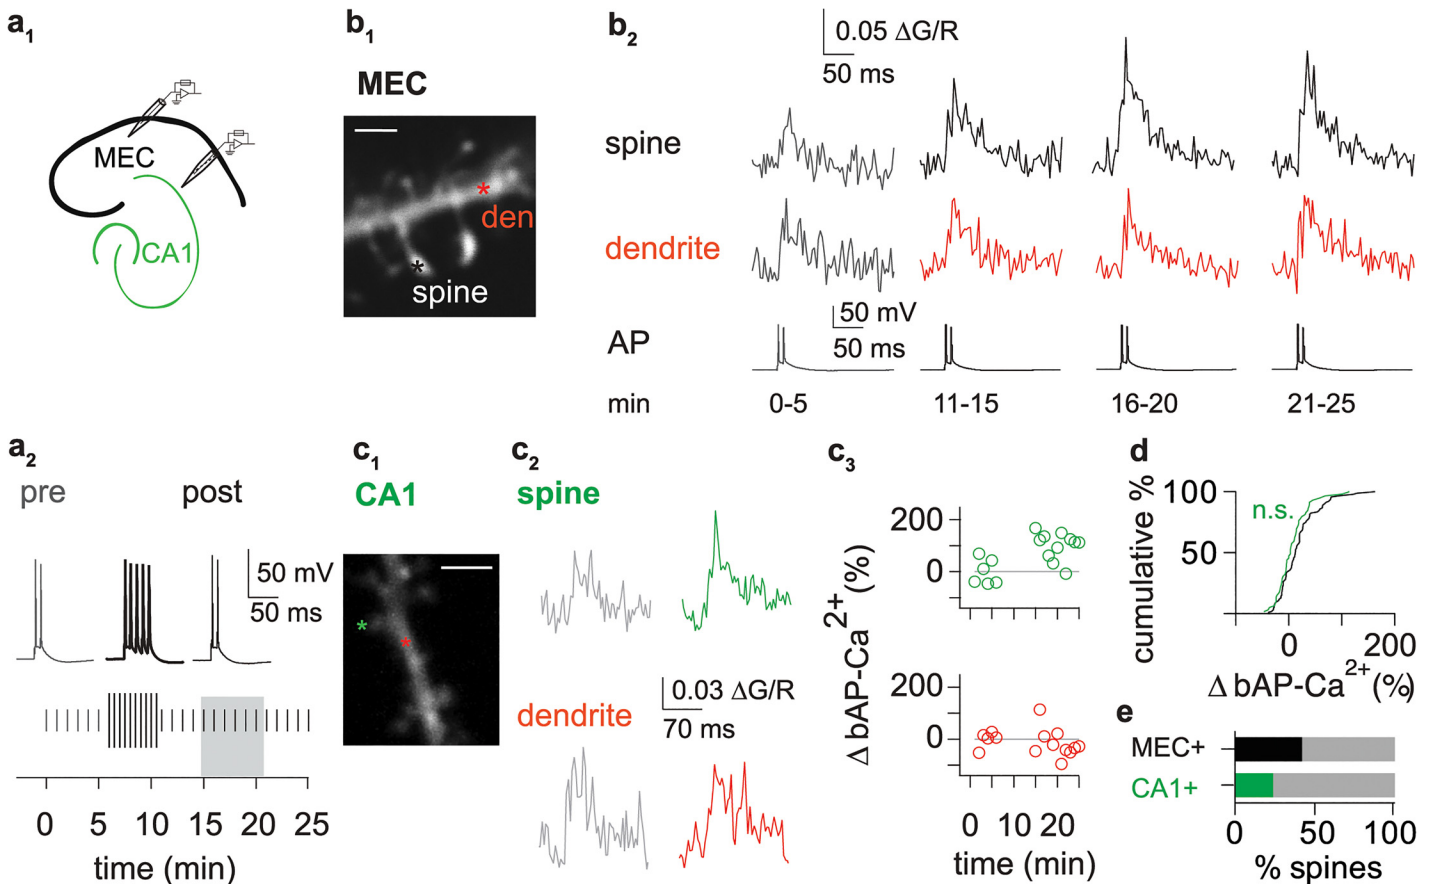 a1
MEC
CA1
b1
MEC
*
*
den
spine
b2
0.05 ΔG/R
50 ms
spine
dendrite
50 mV
50 ms
AP
min
0-5
11-15
16-20
21-25
a2
pre
post
50 mV
50 ms
0 5 10 15 20 25
time (min)
c1
CA1
*
*
c2
spine
dendrite
0.03 ΔG/R
70 ms
c3
200
0
200
0
Δ bAP-Ca2+(%)
0 10 20
time (min)
d
cumulative %
100
50
n.s.
0 200
Δ bAP-Ca2+(%)
e
MEC+
CA1+
0 50 100
% spines